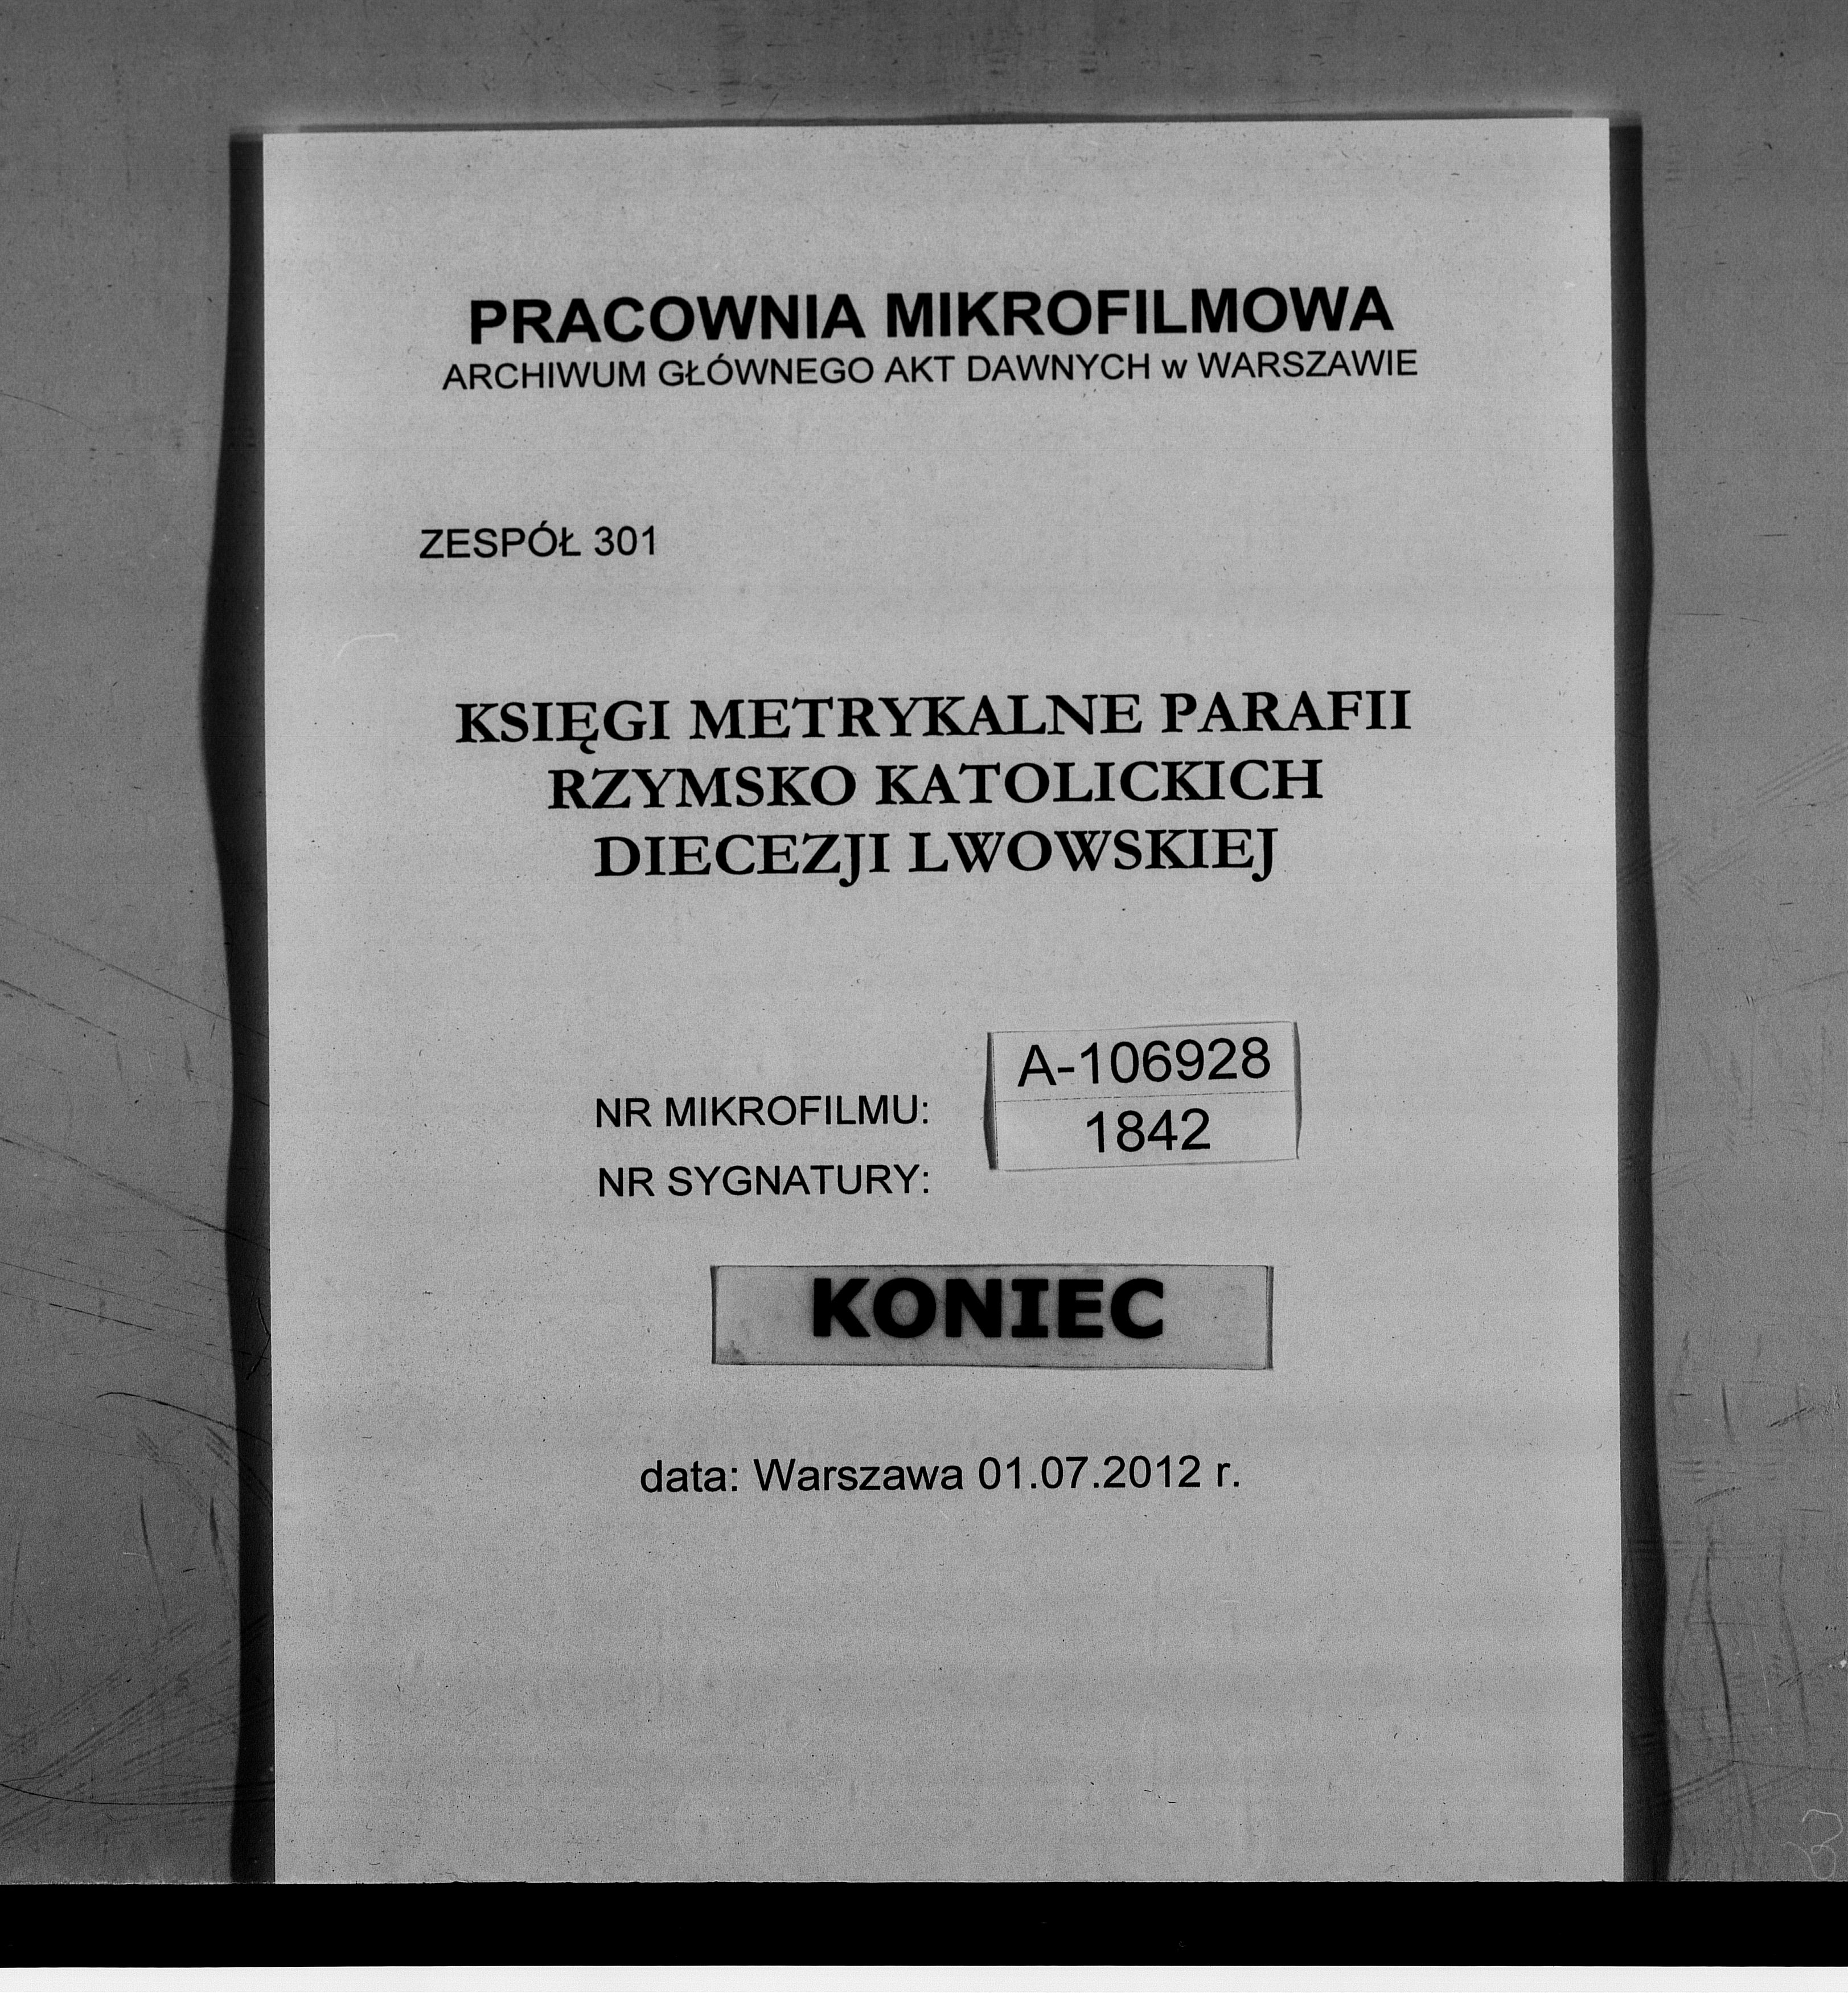 PRACOWNIA MIKROFILMOWA
ARCHIWUM GŁÓWNEGO AKT DAWNYCH w WARSZAWIE
ZESPÓŁ 301
KSIĘGI METRYKALNE PARAFII
RZYMSKO KATOLICKICH
DIECEZJI LWOWSKIEJ
NR MIKROFILMU: A-106928
NR SYGNATURY: 1842
KONIEC
data: Warszawa 01.07.2012 r.